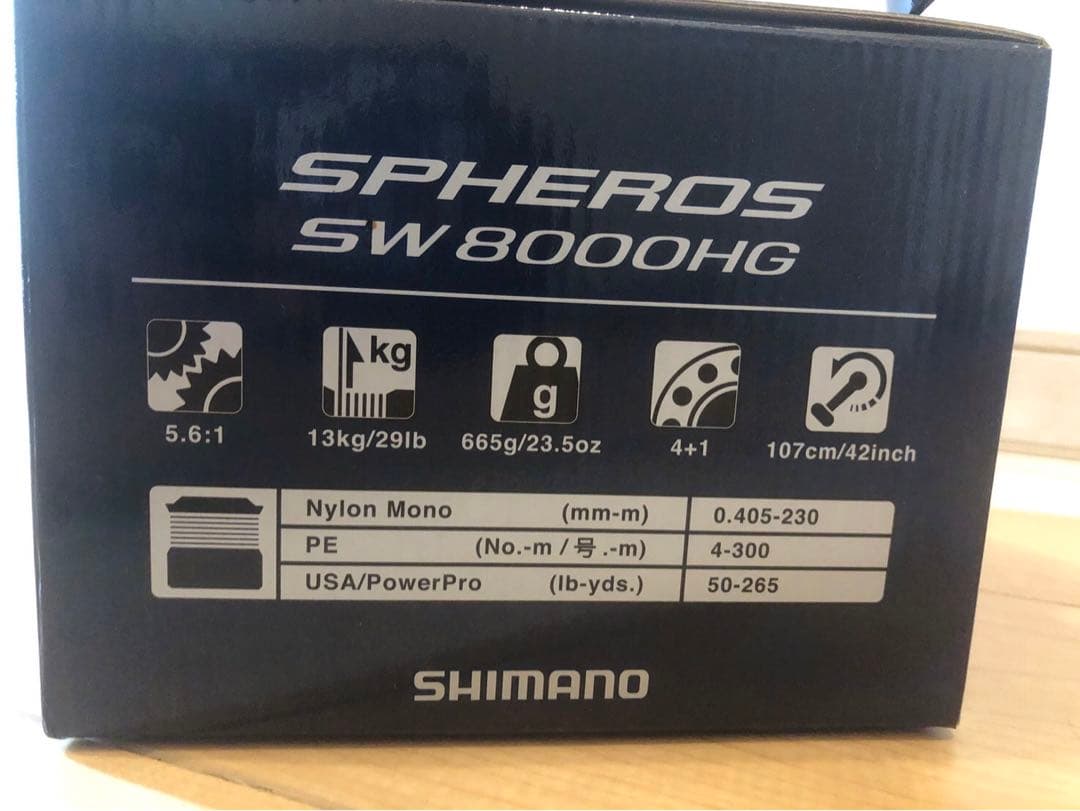 SPHEROS
SW 8000HG
kg
g
5.6:1 13kg/29lb 665g/23.5oz 4+1 107cm/42inch
Nylon Mono (mm-m) 0.405-230
PE (No.-m / 号.-m) 4-300
USA/PowerPro (lb-yds.) 50-265
SHIMANO